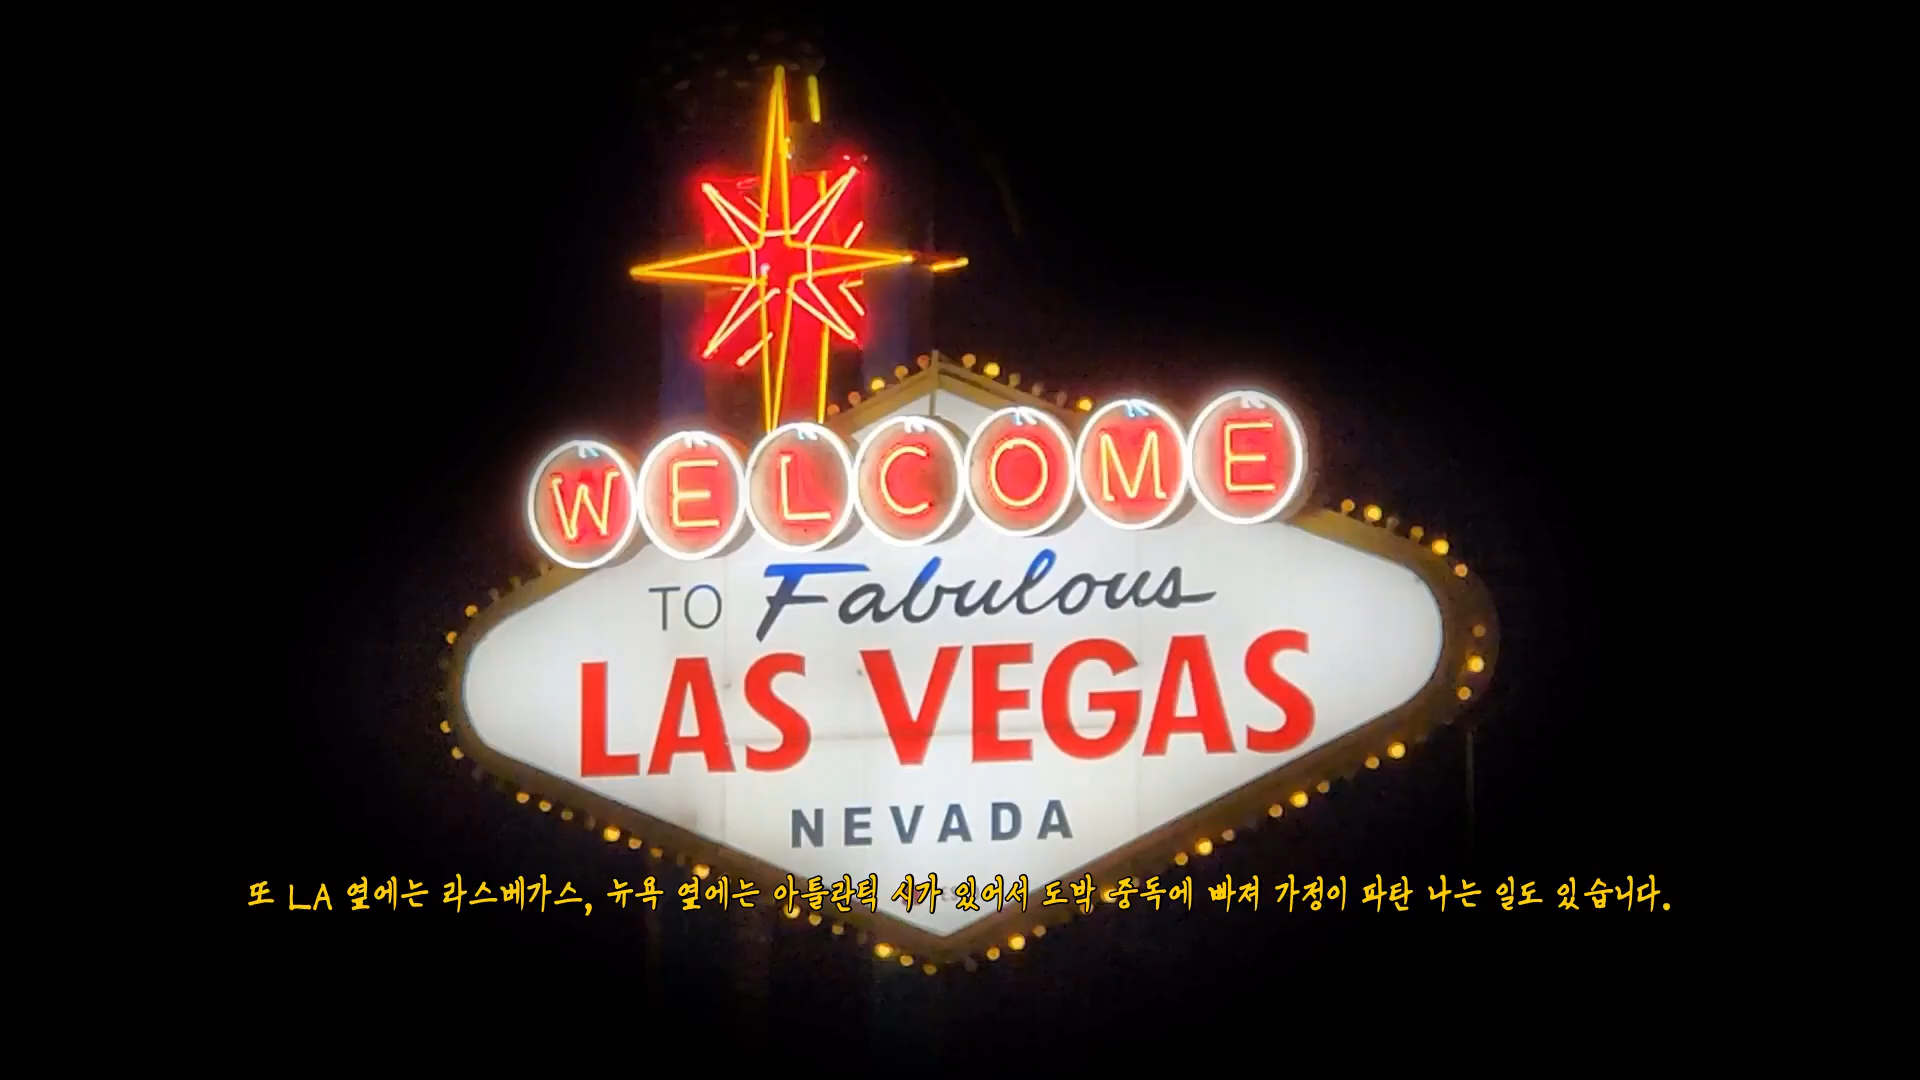 WELCOME
TO Fabulous
LAS VEGAS
NEVADA
또 LA 옆에는 라스베가스, 뉴욕 옆에는 아틀란틱 시가 있어서 도박 중독에 빠져 가정이 파탄 나는 일도 있습니다.